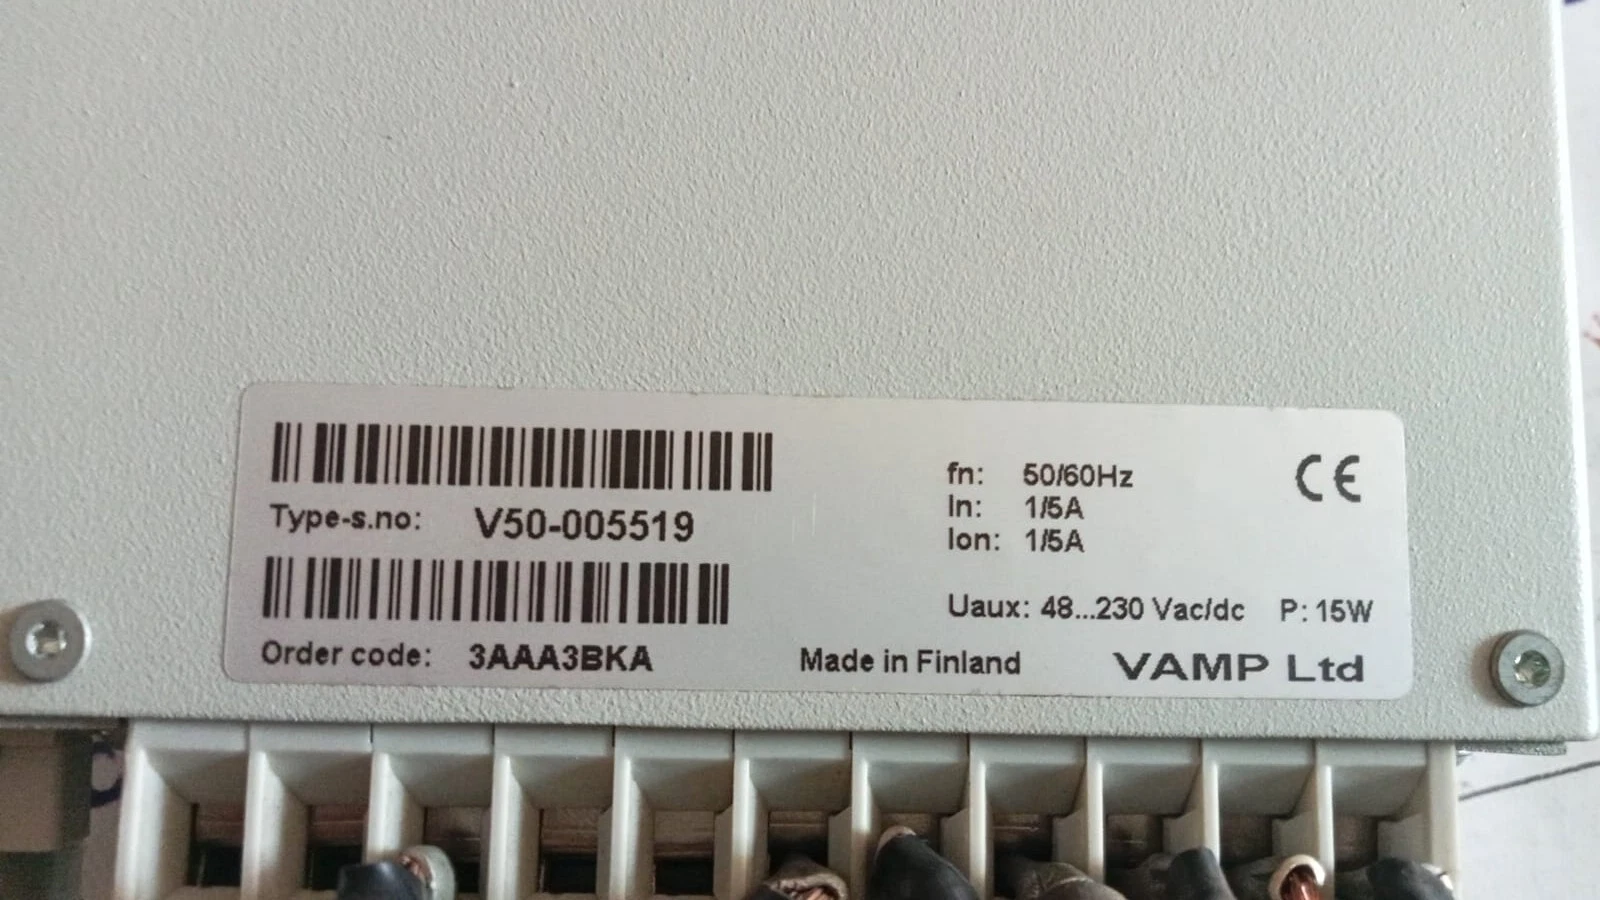 Type-s.no: V50-005519
Order code: 3AAA3BKA
fn: 50/60Hz
In: 1/5A
Ion: 1/5A
CE
Uaux: 48...230 Vac/dc P: 15W
Made in Finland VAMP Ltd